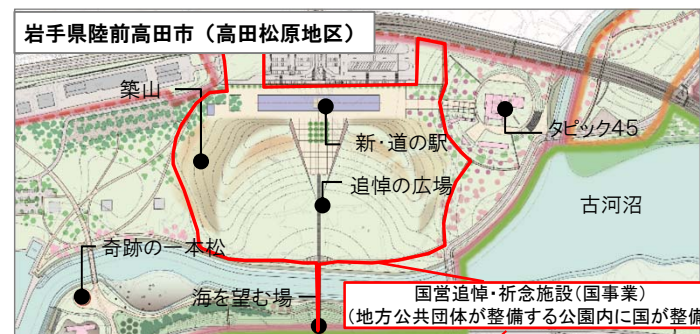 岩手県陸前高田市（高田松原地区）
築山
新・道の駅
タピック45
追悼の広場
古河沼
奇跡の一本松
海を望む場
国営追悼・祈念施設(国事業)
(地方公共団体が整備する公園内に国が整備